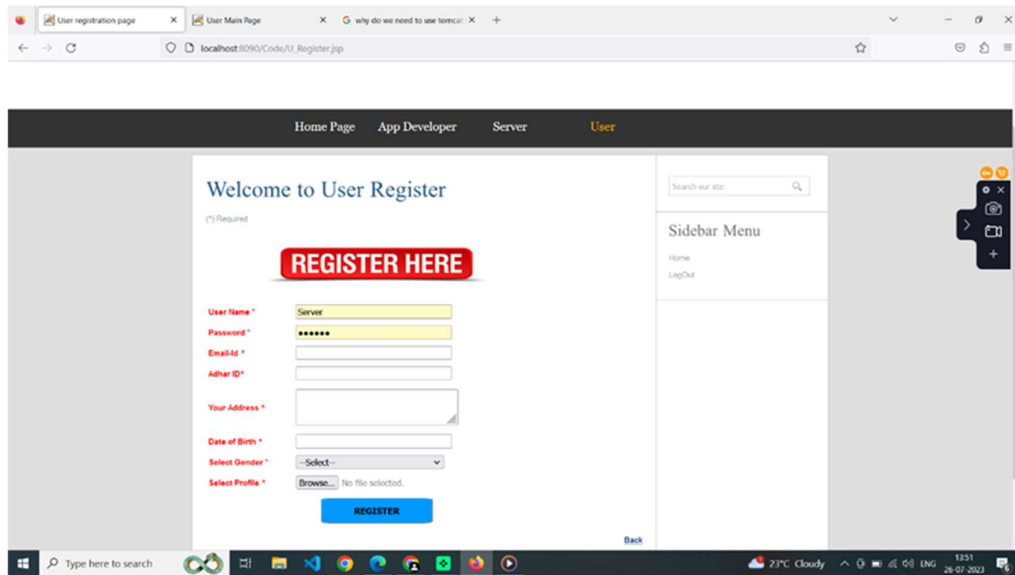 User registration page
User Main Page
why do we need to use tomcat
localhost:8090/Code/U_Register.jsp
Home Page App Developer Server User
Welcome to User Register
Search our site:
(*) Required
Sidebar Menu
REGISTER HERE
Home
LogOut
User Name * Server
Password * ••••••
Email-Id *
Adhar ID*
Your Address *
Date of Birth *
Select Gender * --Select--
Select Profile * Browse... No file selected.
REGISTER
Back
Type here to search
23°C Cloudy
ENG
13:51
26-07-2023